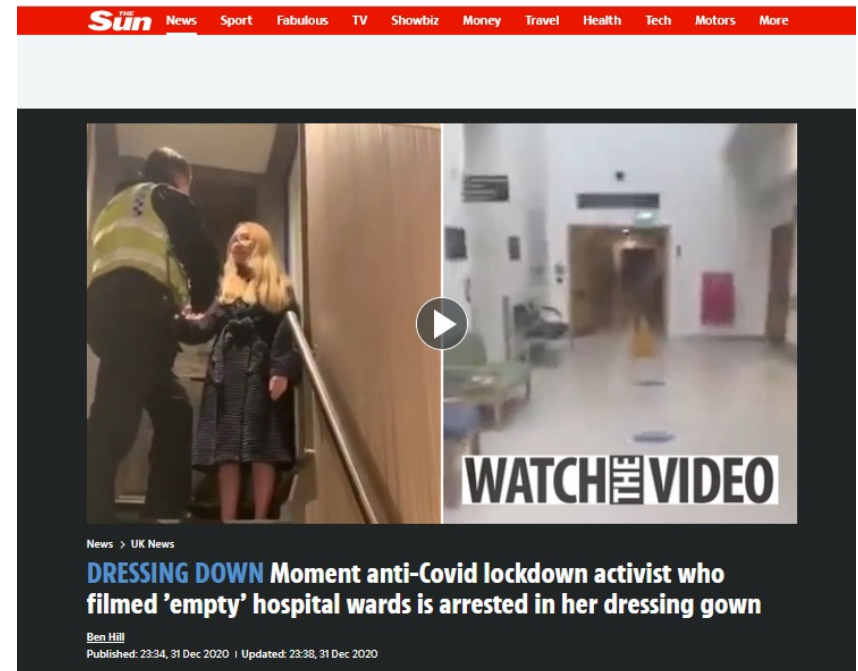 THE Sun News Sport Fabulous TV Showbiz Money Travel Health Tech Motors More
WATCH THE VIDEO
News > UK News
DRESSING DOWN Moment anti-Covid lockdown activist who
filmed ’empty’ hospital wards is arrested in her dressing gown
Ben Hill
Published: 23:34, 31 Dec 2020 | Updated: 23:38, 31 Dec 2020